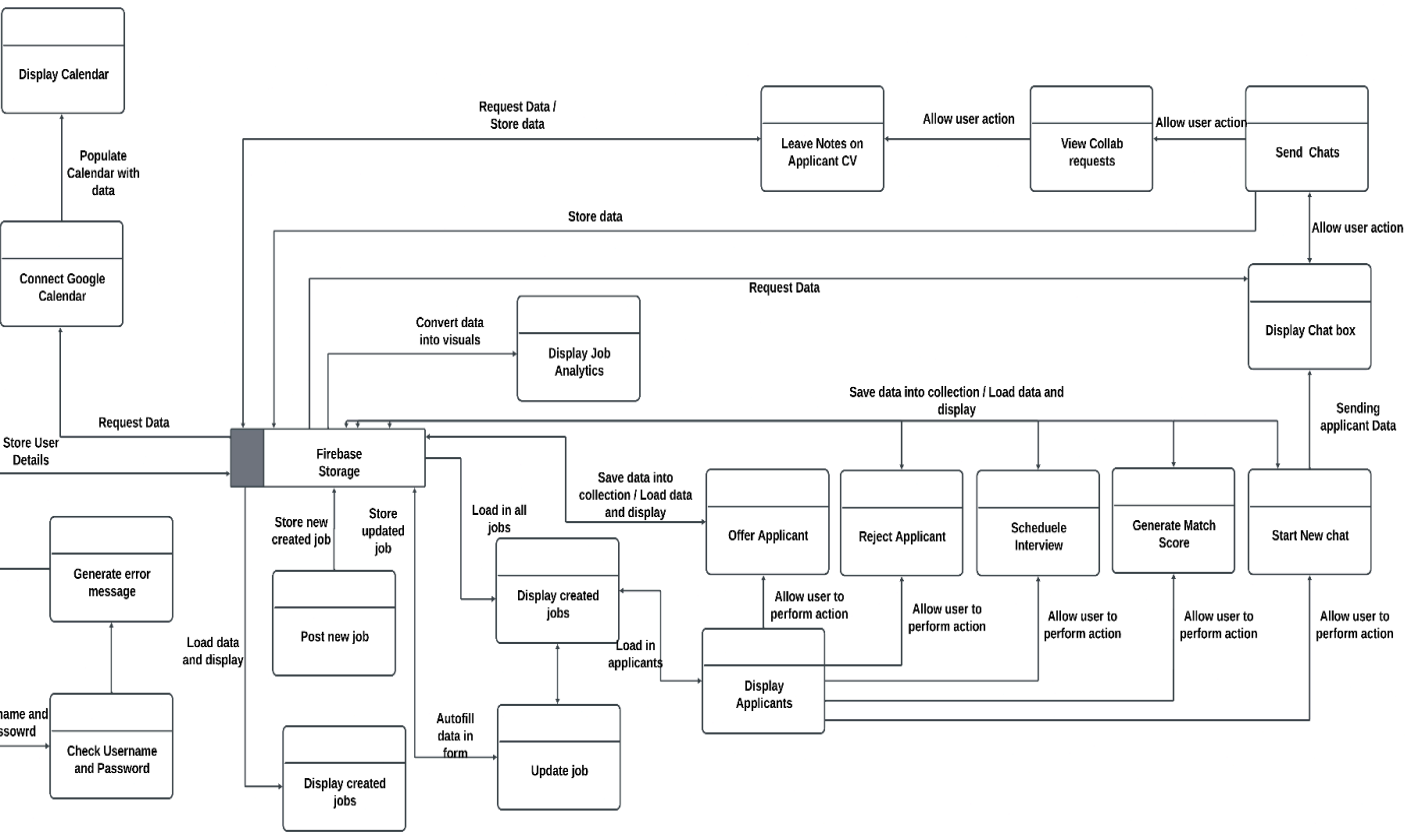 Display Calendar
Populate
Calendar with
data
Connect Google
Calendar
Request Data
Store User
Details
Request Data /
Store data
Leave Notes on
Applicant CV
Allow user action
View Collab
requests
Allow user action
Send Chats
Store data
Allow user action
Request Data
Display Chat box
Convert data
into visuals
Display Job
Analytics
Save data into collection / Load data and
display
Sending
applicant Data
Firebase
Storage
Save data into
collection / Load data
and display
Offer Applicant
Reject Applicant
Scheduele
Interview
Generate Match
Score
Start New chat
Store new
created job
Store
updated
job
Load in all
jobs
Generate error
message
Post new job
Display created
jobs
Allow user to
perform action
Allow user to
perform action
Allow user to
perform action
Allow user to
perform action
Allow user to
perform action
Load data
and display
Load in
applicants
Display
Applicants
name and
ssowrd
Check Username
and Password
Autofill
data in
form
Display created
jobs
Update job